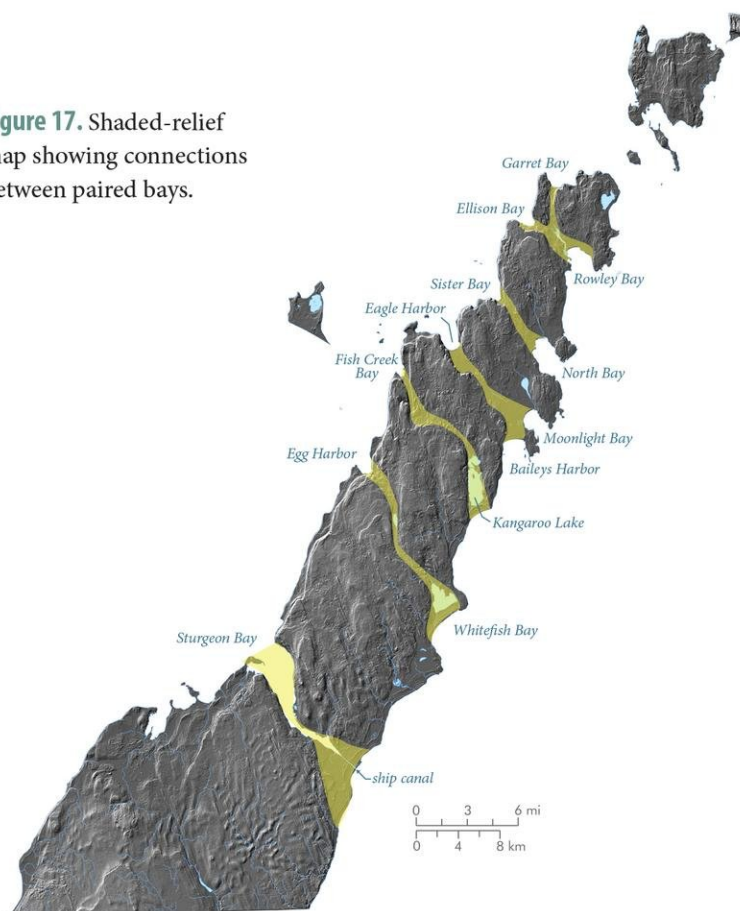 gure 17. Shaded-relief
ap showing connections
etween paired bays.
Garret Bay
Ellison Bay
Rowley Bay
Sister Bay
Eagle Harbor
Fish Creek
Bay
North Bay
Moonlight Bay
Egg Harbor
Baileys Harbor
Kangaroo Lake
Whitefish Bay
Sturgeon Bay
ship canal
0 3 6 mi
0 4 8 km